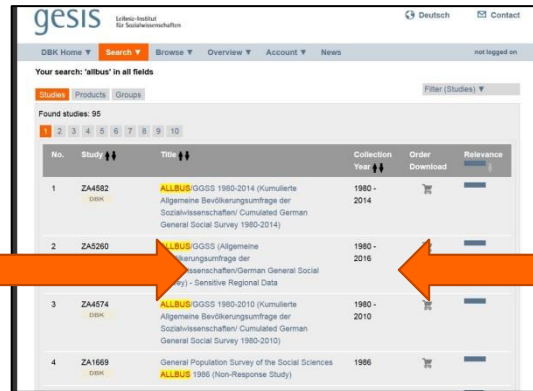 gesis
Leibniz-Institut
für Sozialwissenschaften
Deutsch
Contact
DBK Home ▼ Search ▼ Browse ▼ Overview ▼ Account ▼ News not logged on
Your search: 'allbus' in all fields
Filter (Studies) ▼
Studies Products Groups
Found studies: 95
1 2 3 4 5 6 7 8 9 10
No. Study Title Collection Year Order Download Relevance
1 ZA4582 DBK
ALLBUS/GGSS 1980-2014 (Kumulierte
Allgemeine Bevölkerungsumfrage der
Sozialwissenschaften/ Cumulated German
General Social Survey 1980-2014)
1980 -
2014
2 ZA5260
ALLBUS/GGSS (Allgemeine
der
German General Social
- Sensitive Regional Data
1980 -
2016
3 ZA4574 DBK
ALLBUS/GGSS 1980-2010 (Kumulierte
Allgemeine Bevölkerungsumfrage der
Sozialwissenschaften/ Cumulated German
General Social Survey 1980-2010)
1980 -
2010
4 ZA1669 DBK
General Population Survey of the Social Sciences
ALLBUS 1986 (Non-Response Study)
1986